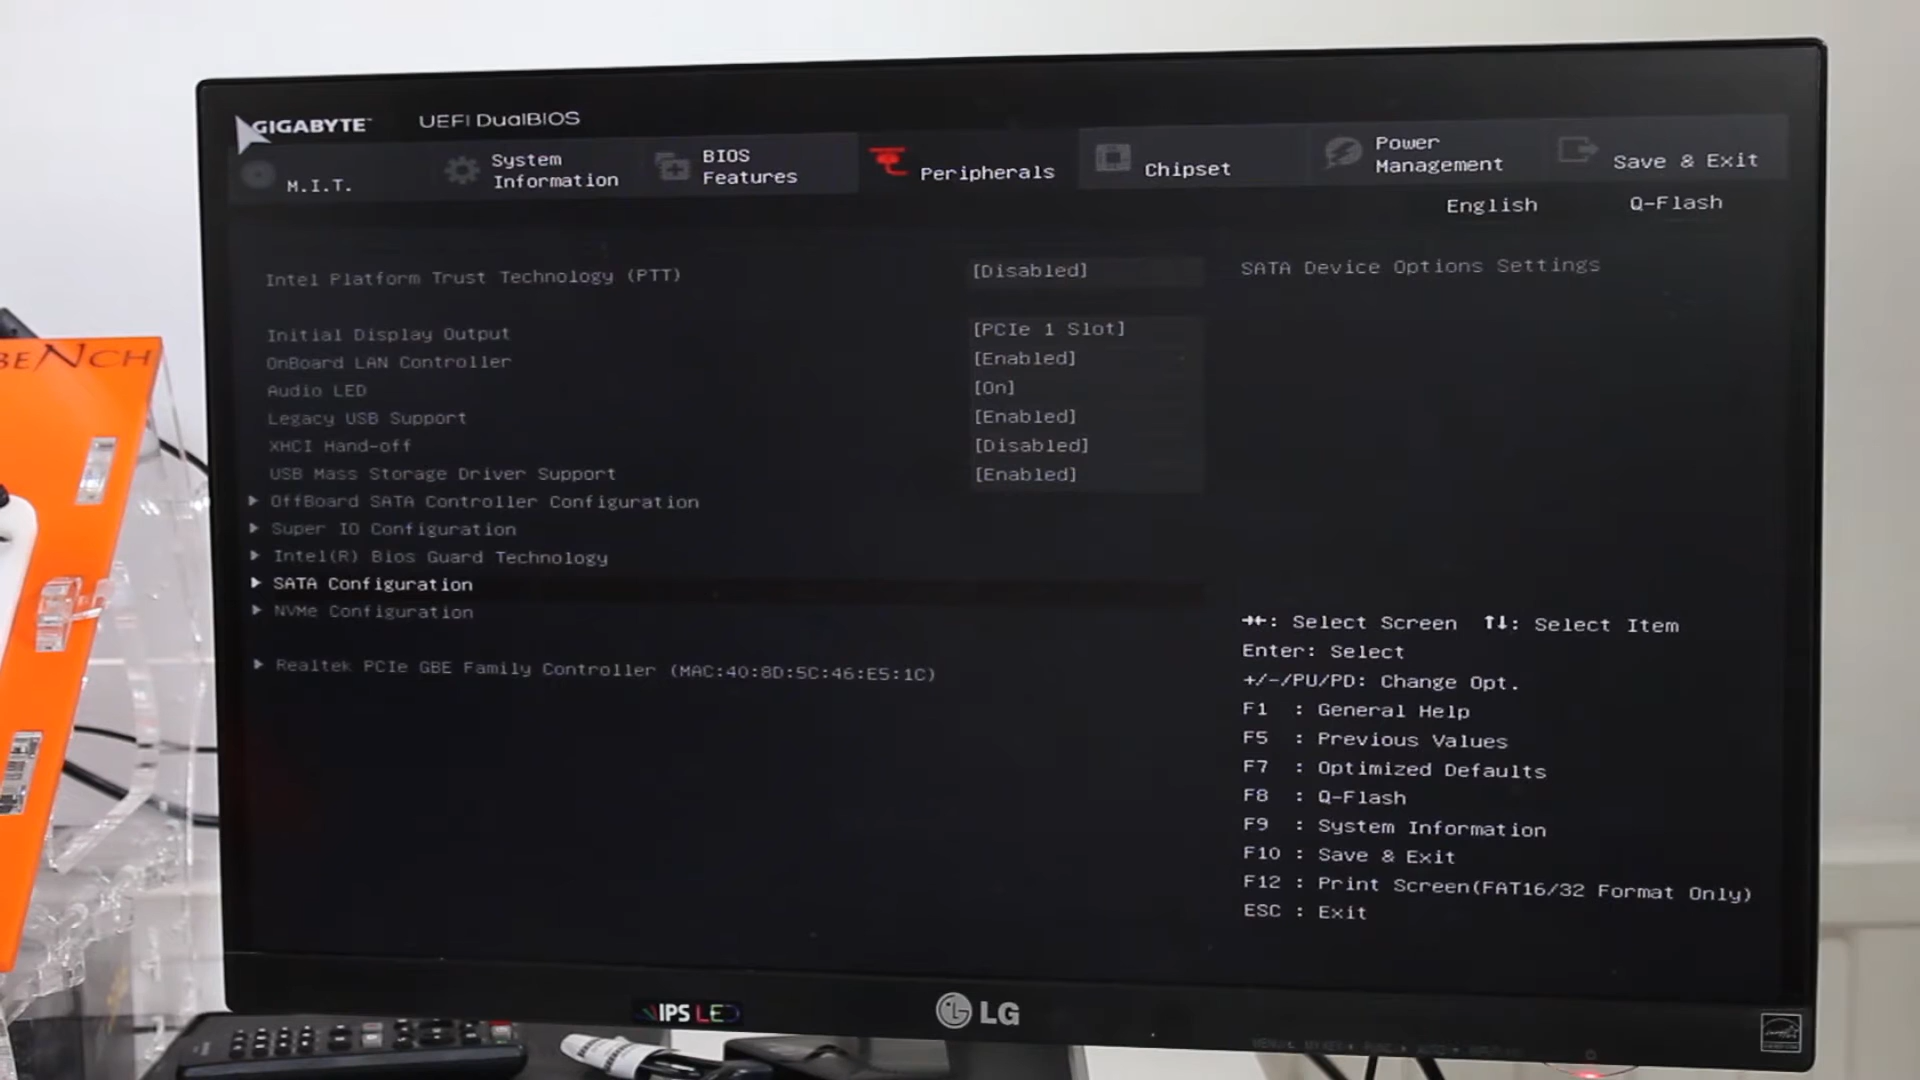 GIGABYTE™ UEFI DualBIOS
M.I.T.
System
Information
BIOS
Features
Peripherals
Chipset
Power
Management
Save & Exit
English Q-Flash
Intel Platform Trust Technology (PTT) [Disabled]
SATA Device Options Settings
Initial Display Output [PCIe 1 Slot]
OnBoard LAN Controller [Enabled]
Audio LED [On]
Legacy USB Support [Enabled]
XHCI Hand-off [Disabled]
USB Mass Storage Driver Support [Enabled]
OffBoard SATA Controller Configuration
Super IO Configuration
Intel(R) Bios Guard Technology
SATA Configuration
NVMe Configuration
Realtek PCIe GBE Family Controller (MAC:40:8D:5C:46:E5:1C)
→←: Select Screen ↑↓: Select Item
Enter: Select
+/-/PU/PD: Change Opt.
F1 : General Help
F5 : Previous Values
F7 : Optimized Defaults
F8 : Q-Flash
F9 : System Information
F10 : Save & Exit
F12 : Print Screen(FAT16/32 Format Only)
ESC : Exit
IPS LED
LG
BENCH